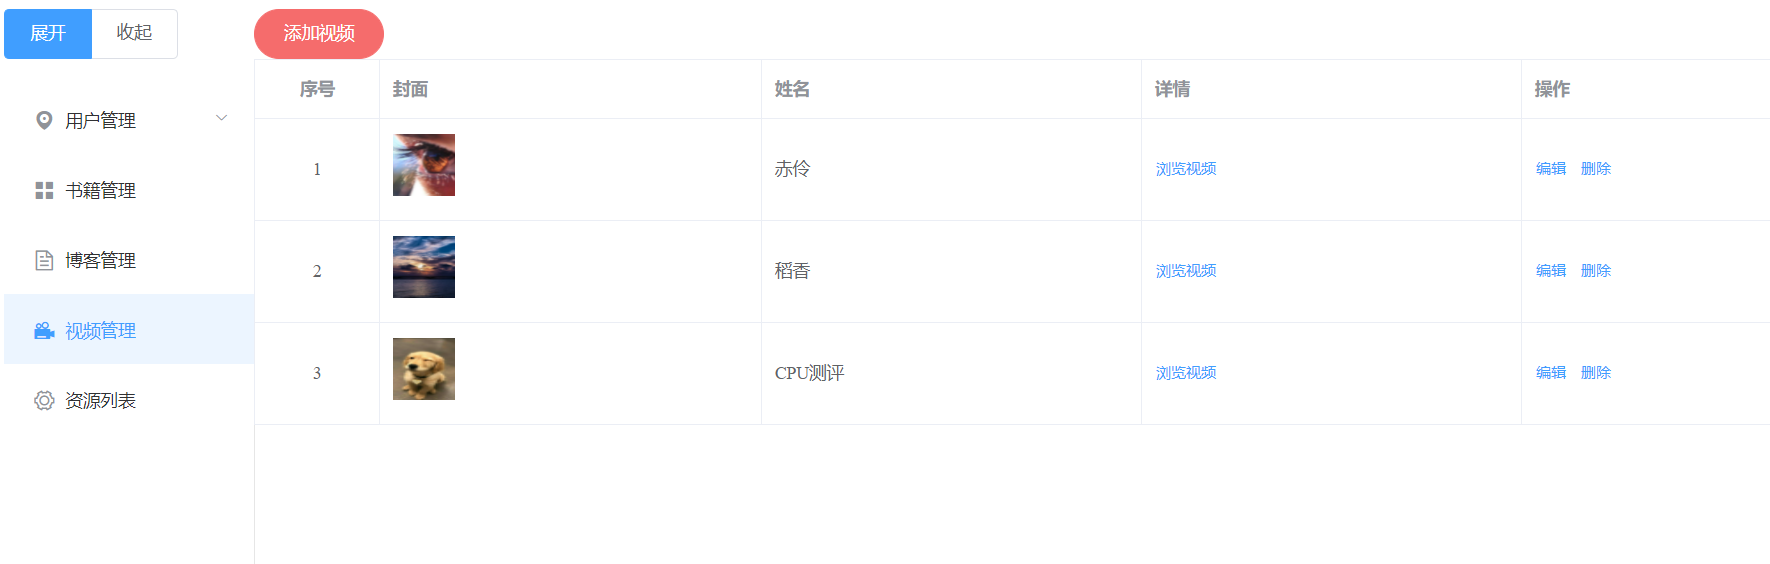 展开 收起 添加视频
序号 封面 姓名 详情 操作
用户管理
1 赤伶 浏览视频 编辑 删除
书籍管理
博客管理
2 稻香 浏览视频 编辑 删除
视频管理
3 CPU测评 浏览视频 编辑 删除
资源列表